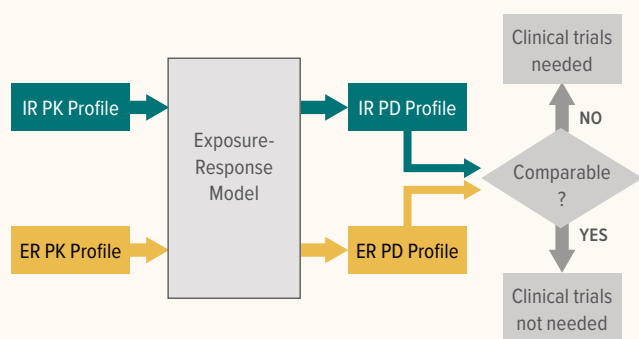 IR PK Profile
ER PK Profile
Exposure-
Response
Model
IR PD Profile
ER PD Profile
Clinical trials
needed
NO
Comparable
?
YES
Clinical trials
not needed